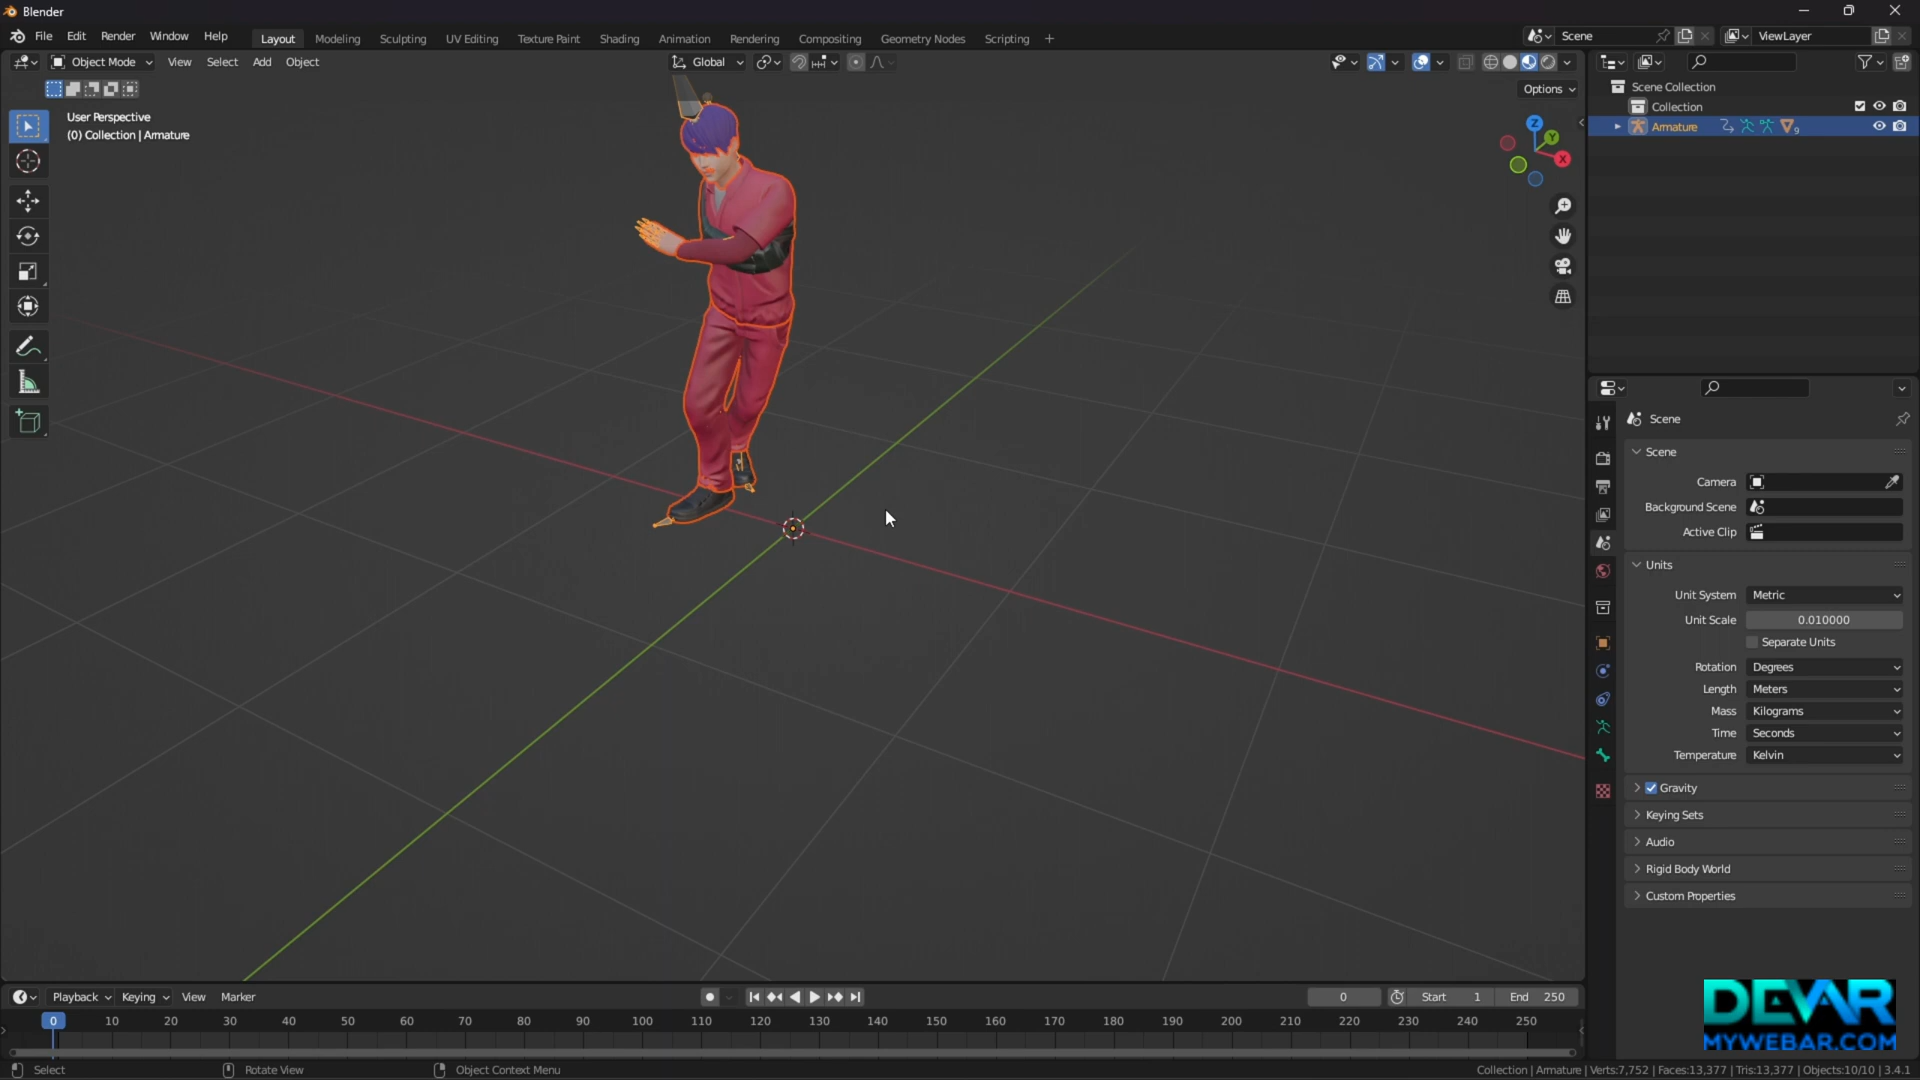 Blender
File Edit Render Window Help
Layout Modeling Sculpting UV Editing Texture Paint Shading Animation Rendering Compositing Geometry Nodes Scripting +
Scene
ViewLayer
Object Mode View Select Add Object
Global
Options
User Perspective
(0) Collection | Armature
Z
Y
X
Scene Collection
Collection
Armature
9
Scene
Scene
Camera
Background Scene
Active Clip
Units
Unit System Metric
Unit Scale 0.010000
Separate Units
Rotation Degrees
Length Meters
Mass Kilograms
Time Seconds
Temperature Kelvin
Gravity
Keying Sets
Audio
Rigid Body World
Custom Properties
Playback Keying View Marker
0 Start 1 End 250
0 10 20 30 40 50 60 70 80 90 100 110 120 130 140 150 160 170 180 190 200 210 220 230 240 250
DEVAR
MYWEBAR.COM
Select Rotate View Object Context Menu
Collection | Armature | Verts:7,752 | Faces:13,377 | Tris:13,377 | Objects:10/10 | 3.4.1